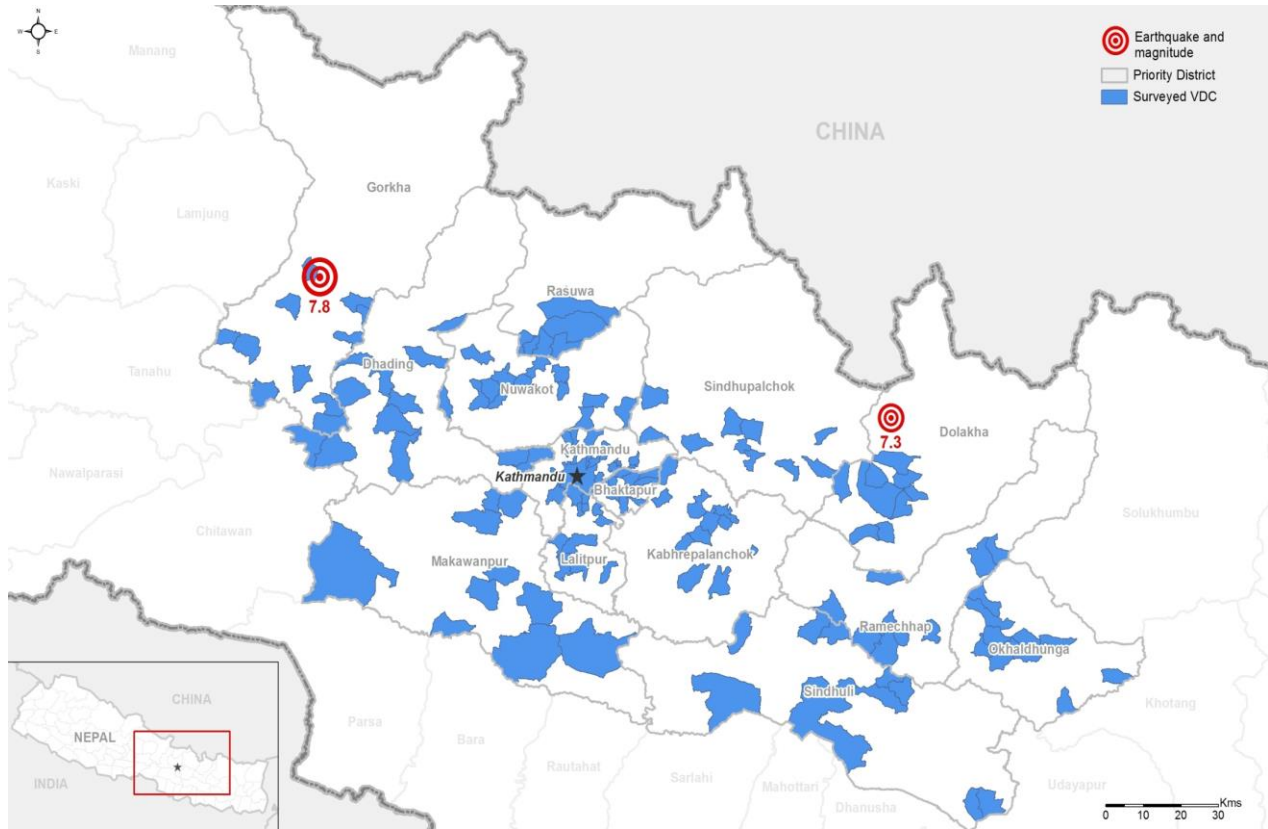 N
W E
S
Manang
Earthquake and
magnitude
Priority District
Surveyed VDC
CHINA
Kaski
Lamjung
Gorkha
7.8
Rasuwa
Tanahu
Dhading
Nuwakot
Sindhupalchok
7.3
Dolakha
Nawalparasi
Kathmandu
Kathmandu
Bhaktapur
Solukhumbu
Chitawan
Makawanpur
Lalitpur
Kabhrepalanchok
Ramechhap
Okhaldhunga
Sindhuli
CHINA
NEPAL
INDIA
Parsa
Bara
Rautahat
Sarlahi
Mahottari
Dhanusha
Udayapur
Khotang
Kms
0 5 10 20 30